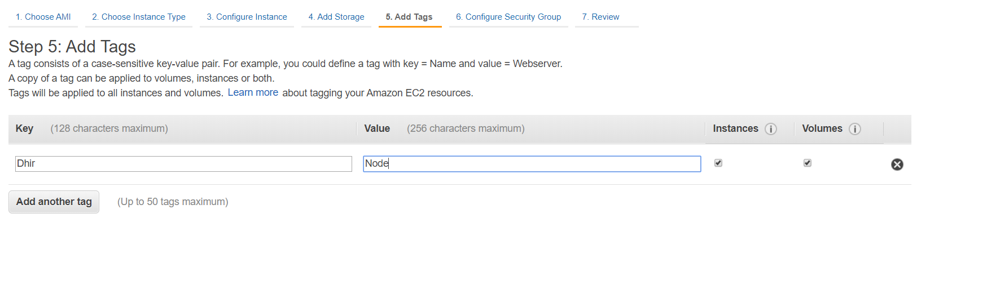 1. Choose AMI 2. Choose Instance Type 3. Configure Instance 4. Add Storage 5. Add Tags 6. Configure Security Group 7. Review
Step 5: Add Tags
A tag consists of a case-sensitive key-value pair. For example, you could define a tag with key = Name and value = Webserver.
A copy of a tag can be applied to volumes, instances or both.
Tags will be applied to all instances and volumes. Learn more about tagging your Amazon EC2 resources.
Key (128 characters maximum) Value (256 characters maximum) Instances i Volumes i
Dhir Node
Add another tag (Up to 50 tags maximum)